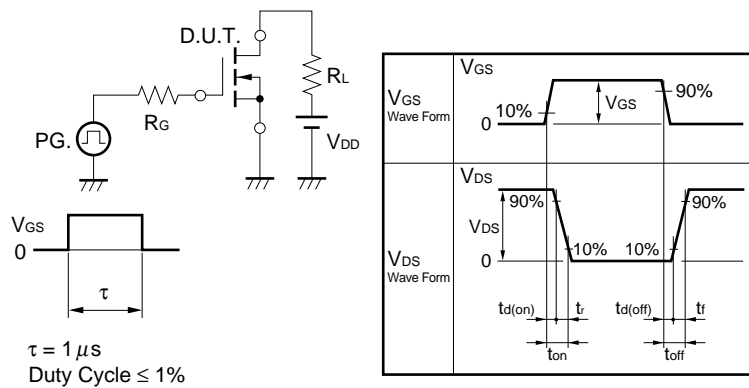 D.U.T.
RL
RG
PG.
VDD
VGS
0
τ
τ = 1 μs
Duty Cycle ≤ 1%
VGS
Wave Form
VGS
10%
VGS
90%
0
VDS
Wave Form
VDS
90%
VDS
10%
10%
90%
0
td(on)
tr
td(off)
tf
ton
toff